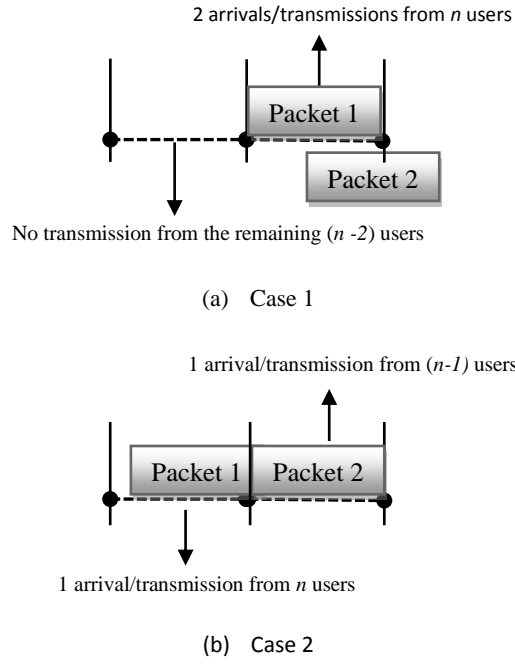 2 arrivals/transmissions from n users
Packet 1
Packet 2
No transmission from the remaining (n -2) users
(a) Case 1
1 arrival/transmission from (n-1) users
Packet 1
Packet 2
1 arrival/transmission from n users
(b) Case 2